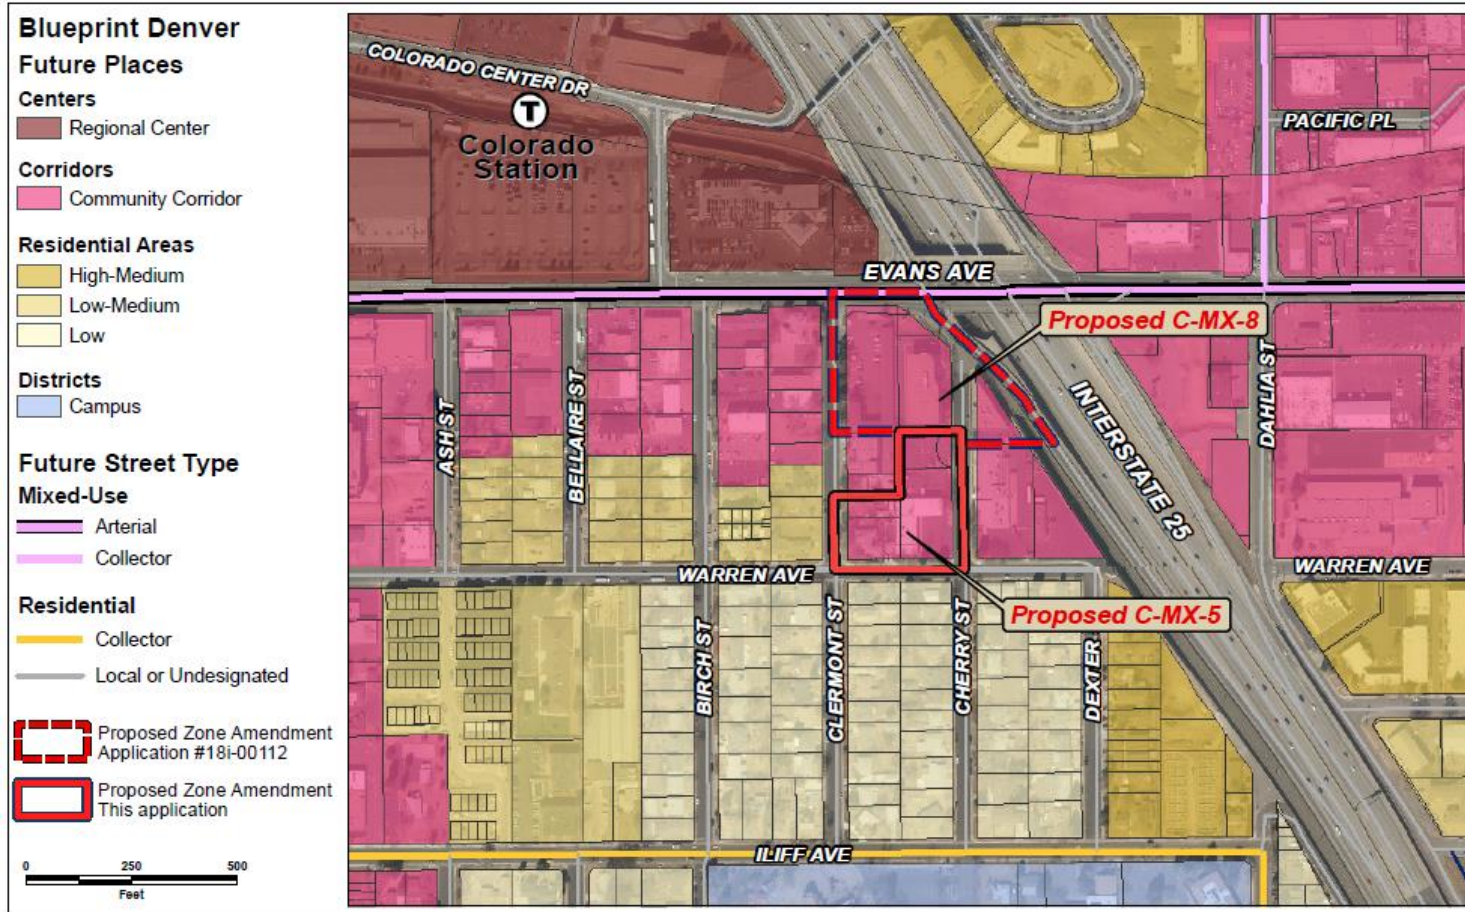 Blueprint Denver
Future Places
Centers
Regional Center
Corridors
Community Corridor
Residential Areas
High-Medium
Low-Medium
Low
Districts
Campus
Future Street Type
Mixed-Use
Arterial
Collector
Residential
Collector
Local or Undesignated
Proposed Zone Amendment
Application #18i-00112
Proposed Zone Amendment
This application
0 250 500
Feet
COLORADO CENTER DR
T
Colorado
Station
PACIFIC PL
EVANS AVE
Proposed C-MX-8
ASH ST
BELLAIRE ST
INTERSTATE 25
DAHLIA ST
WARREN AVE
WARREN AVE
Proposed C-MX-5
BIRCH ST
CLERMONT ST
CHERRY ST
DEXTER
ILIFF AVE